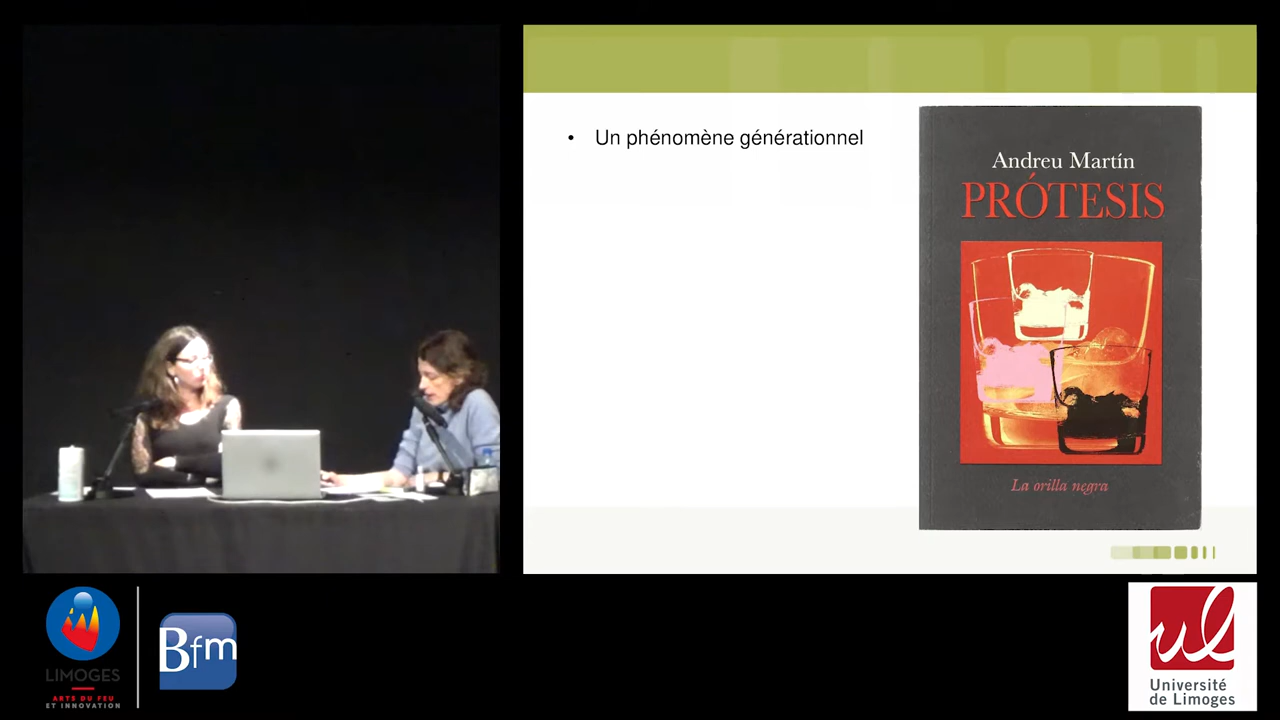 • Un phénomène générationnel
Andreu Martín
PRÓTESIS
La orilla negra
LIMOGES
ARTS DU FEU
ET INNOVATION
Bfm
ul
Université
de Limoges